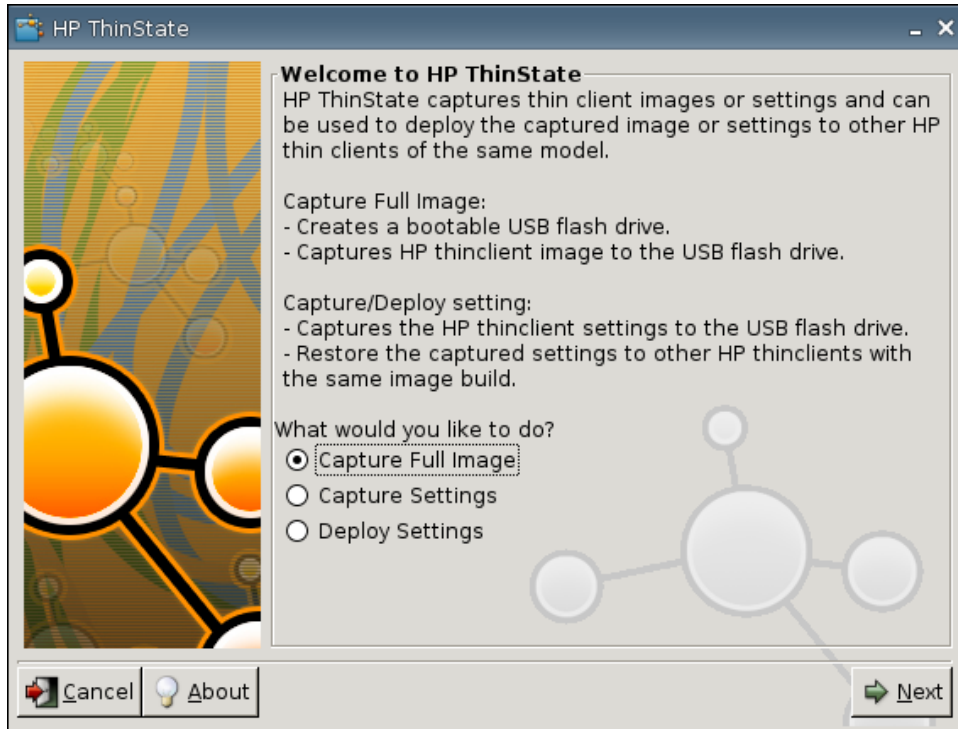 HP ThinState
Welcome to HP ThinState
HP ThinState captures thin client images or settings and can
be used to deploy the captured image or settings to other HP
thin clients of the same model.
Capture Full Image:
- Creates a bootable USB flash drive.
- Captures HP thinclient image to the USB flash drive.
Capture/Deploy setting:
- Captures the HP thinclient settings to the USB flash drive.
- Restore the captured settings to other HP thinclients with
the same image build.
What would you like to do?
Capture Full Image
Capture Settings
Deploy Settings
Cancel
About
Next